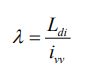 λ = L_di / i_vv